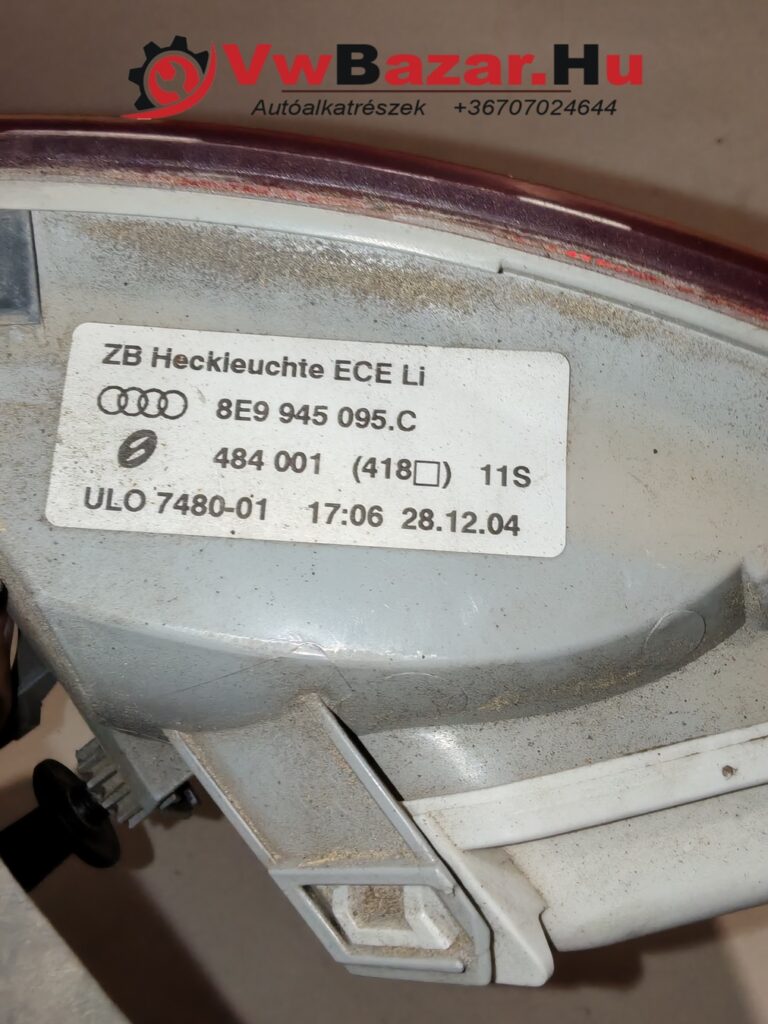 VwBazar.Hu
Autóalkatrészek +36707024644
ZB Heckleuchte ECE Li
8E9 945 095.C
484 001 (418□) 11S
ULO 7480-01 17:06 28.12.04